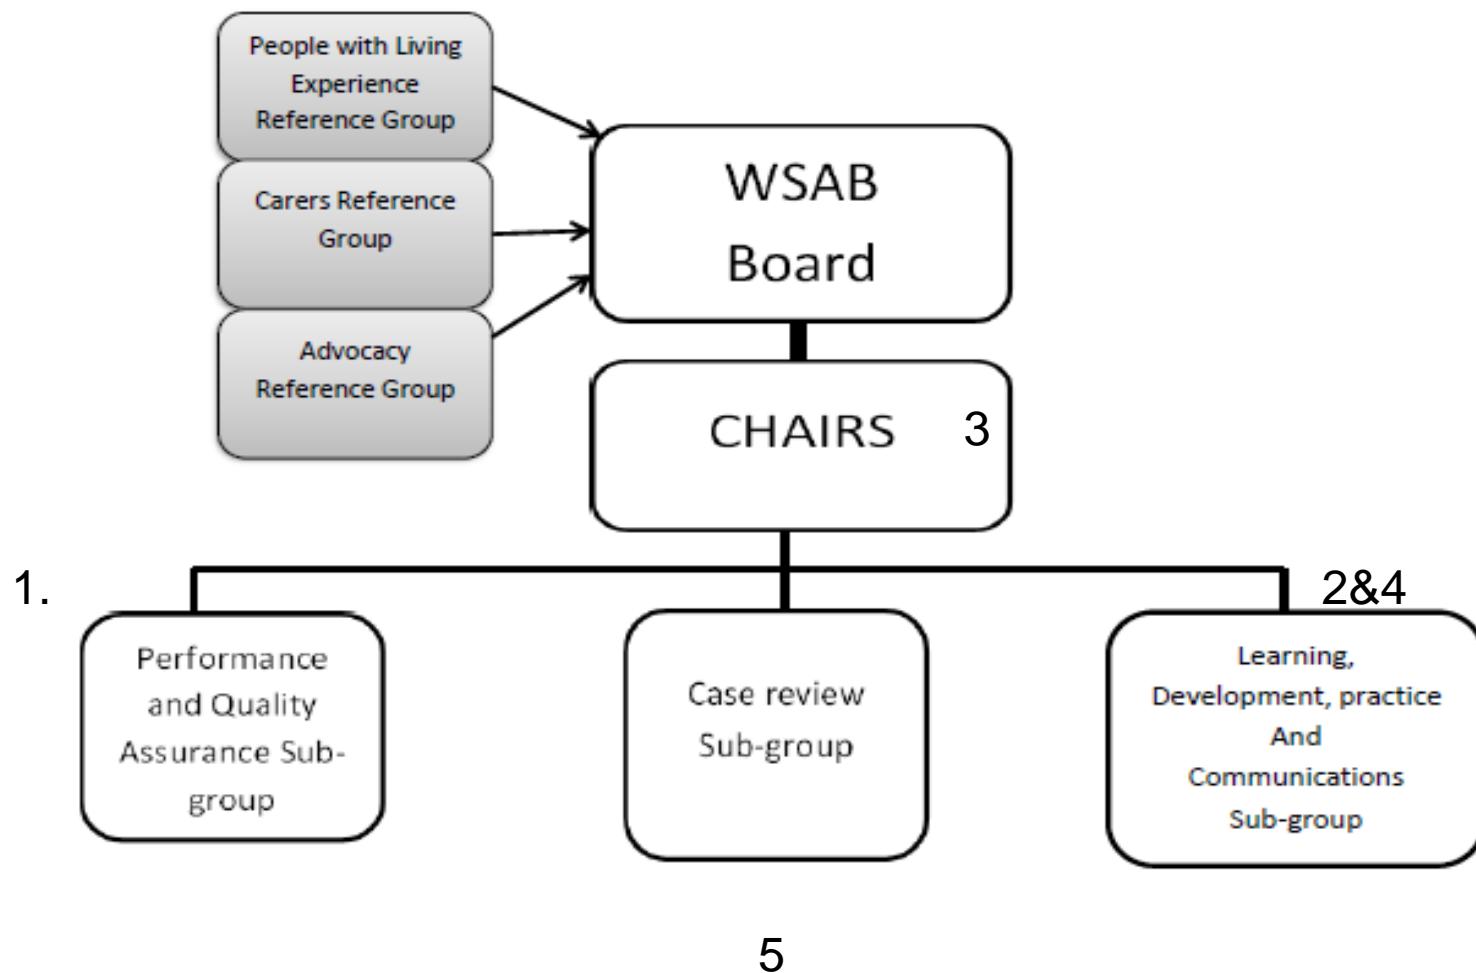 People with Living
Experience
Reference Group
Carers Reference
Group
Advocacy
Reference Group
WSAB
Board
CHAIRS 3
1.
Performance
and Quality
Assurance Sub-
group
Case review
Sub-group
2&4
Learning,
Development, practice
And
Communications
Sub-group
5